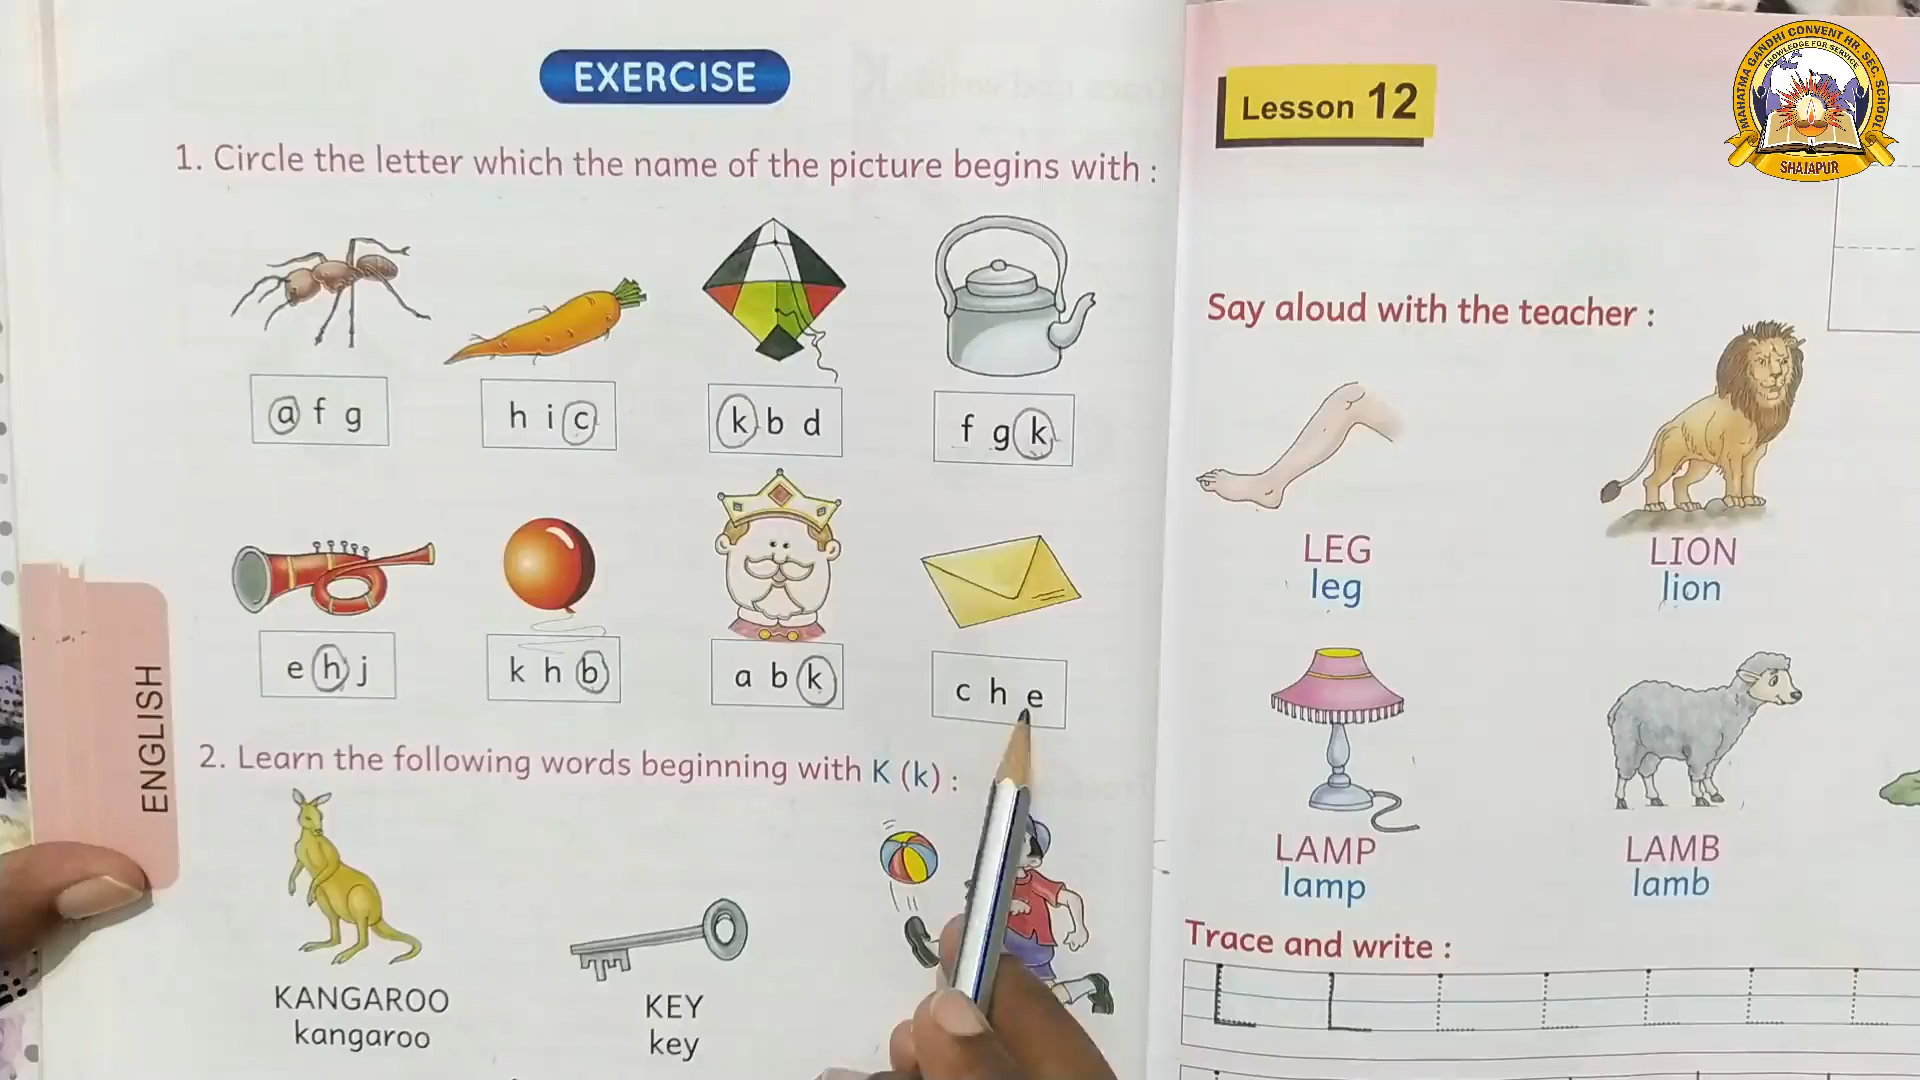 EXERCISE
1. Circle the letter which the name of the picture begins with :
a f g
h i c
k b d
f g k
e h j
k h b
a b k
c h e
2. Learn the following words beginning with K (k) :
KANGAROO
kangaroo
KEY
key
ENGLISH
Lesson 12
Say aloud with the teacher :
LEG
leg
LION
lion
LAMP
lamp
LAMB
lamb
Trace and write :
L L
MAHATMA GANDHI CONVENT HR. SEC. SCHOOL
KNOWLEDGE FOR SERVICE
SHAJAPUR